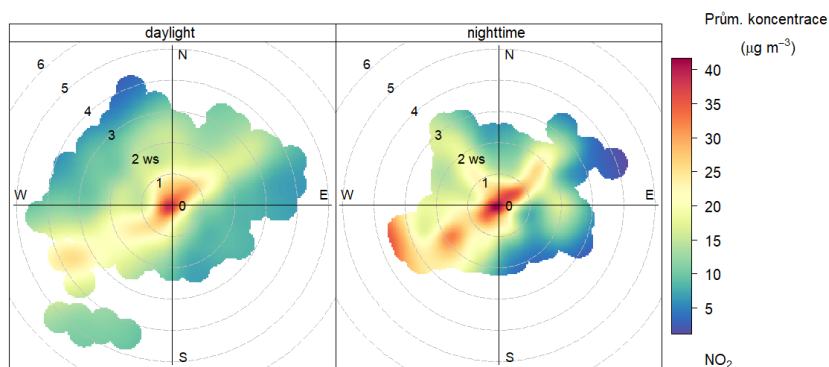 daylight
nighttime
Prům. koncentrace
(μg m⁻³)
6
5
4
3
2 ws
1
0
N
W
E
S
6
5
4
3
2 ws
1
0
N
W
E
S
40
35
30
25
20
15
10
5
NO₂